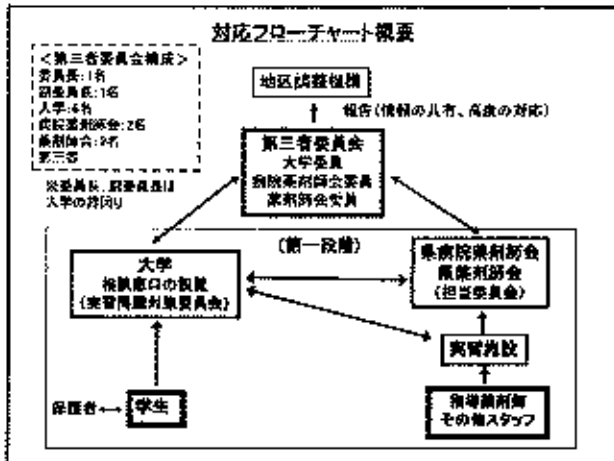 対応フローチャート概要
＜第三者委員会構成＞
委員長：1名
副委員長：1名
大学：
病院薬剤師会：2名
薬剤師会：2名
第三者
※委員長、副委員長は
大学の持回り
地区調整機構
報告（情報の共有、高度の対応）
第三者委員会
大学委員
病院薬剤師会委員
薬剤師会委員
（第一段階）
大学
相談窓口の設置
（実習問題対策委員会）
県病院薬剤師会
県薬剤師会
（担当委員会）
実習施設
保護者
学生
指導薬剤師
その他スタッフ